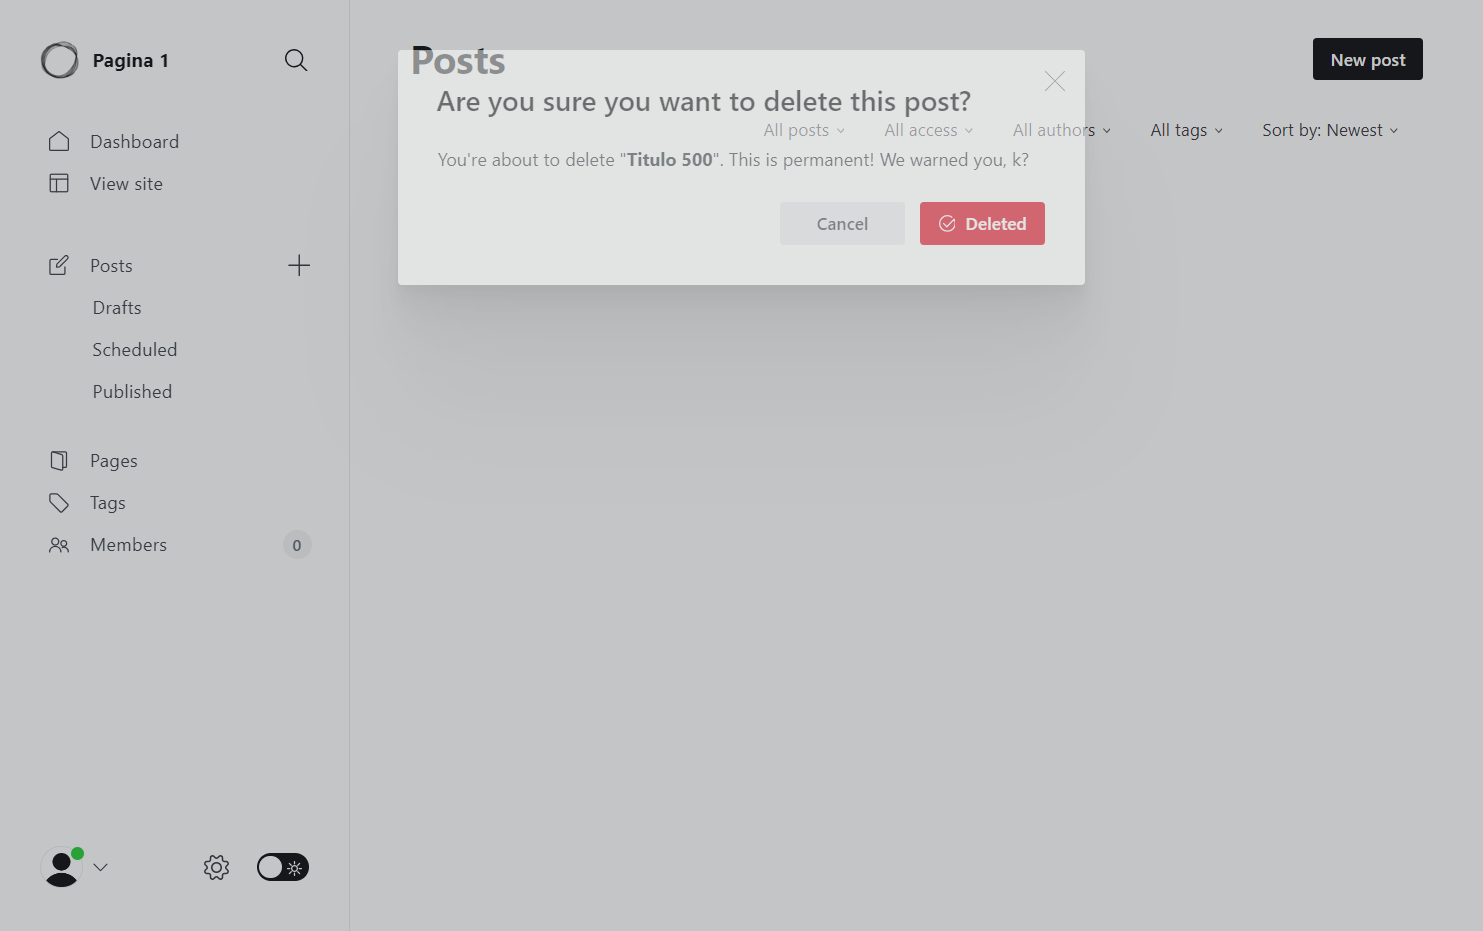 Pagina 1
Dashboard
View site
Posts
Drafts
Scheduled
Published
Pages
Tags
Members 0
Posts
New post
All posts All access All authors All tags Sort by: Newest
Are you sure you want to delete this post?
You're about to delete "Titulo 500". This is permanent! We warned you, k?
Cancel Deleted